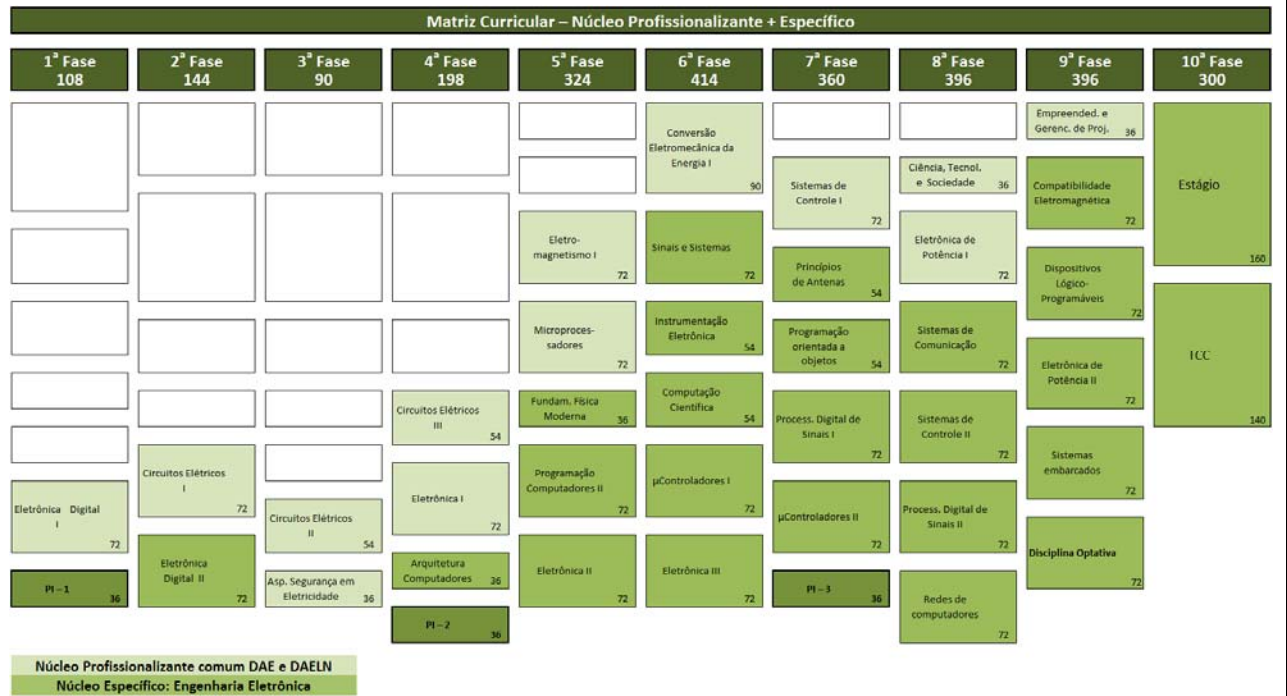 Matriz Curricular – Núcleo Profissionalizante + Específico
1ª Fase
108
2ª Fase
144
3ª Fase
90
4ª Fase
198
5ª Fase
324
6ª Fase
414
7ª Fase
360
8ª Fase
396
9ª Fase
396
10ª Fase
300
Eletrônica Digital
I
72
PI – 1
36
Circuitos Elétricos
I
72
Eletrônica
Digital II
72
Circuitos Elétricos
II
54
Asp. Segurança em
Eletricidade 36
Circuitos Elétricos
III
54
Eletrônica I
72
Arquitetura
Computadores 36
PI – 2
36
Eletro-
magnetismo I
72
Microproces-
sadores
72
Fundam. Física
Moderna 36
Programação
Computadores II
72
Eletrônica II
72
Conversão
Eletromecânica da
Energia I
90
Sinais e Sistemas
72
Instrumentação
Eletrônica
54
Computação
Científica
54
µControladores I
72
Eletrônica III
72
Sistemas de
Controle I
72
Princípios
de Antenas
54
Programação
orientada a
objetos 54
Process. Digital de
Sinais I
72
µControladores II
72
PI – 3
36
Ciência, Tecnol.
e Sociedade 36
Eletrônica de
Potência I
72
Sistemas de
Comunicação
72
Sistemas de
Controle II
72
Process. Digital de
Sinais II
72
Redes de
computadores
72
Empreended. e
Gerenc. de Proj. 36
Compatibilidade
Eletromagnética
72
Dispositivos
Lógico-
Programáveis
72
Eletrônica de
Potência II
72
Sistemas
embarcados
72
Disciplina Optativa
72
Estágio
160
TCC
140
Núcleo Profissionalizante comum DAE e DAELN
Núcleo Específico: Engenharia Eletrônica